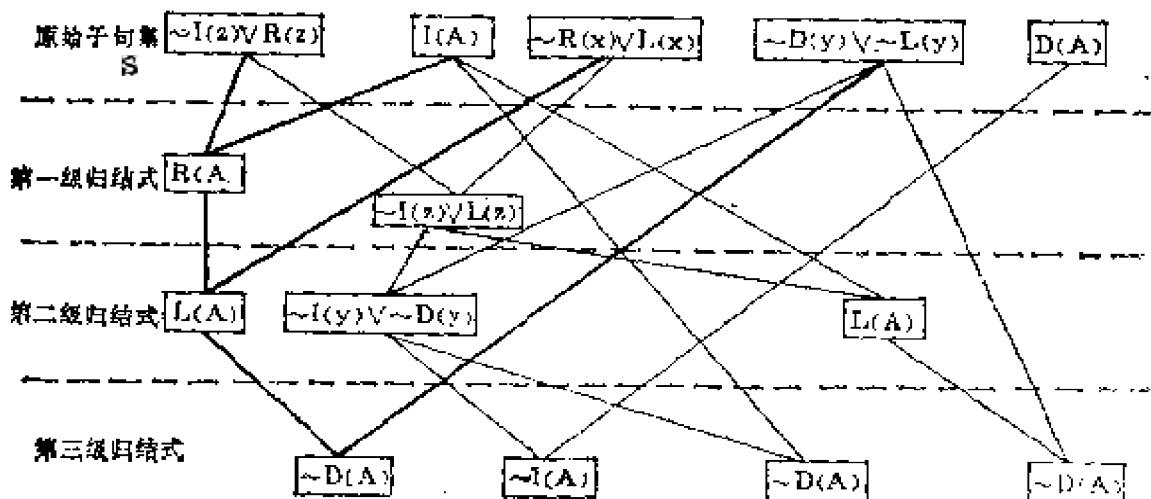 原始子句集 ~I(z)∨R(z) I(A) ~R(x)∨L(x) ~D(y)∨~L(y) D(A)
S
第一级归结式 R(A
~I(z)∨L(z)
第二级归结式 L(A) ~I(y)∨~D(y) L(A)
第三级归结式
~D(A) ~I(A) ~D(A) ~D(A)